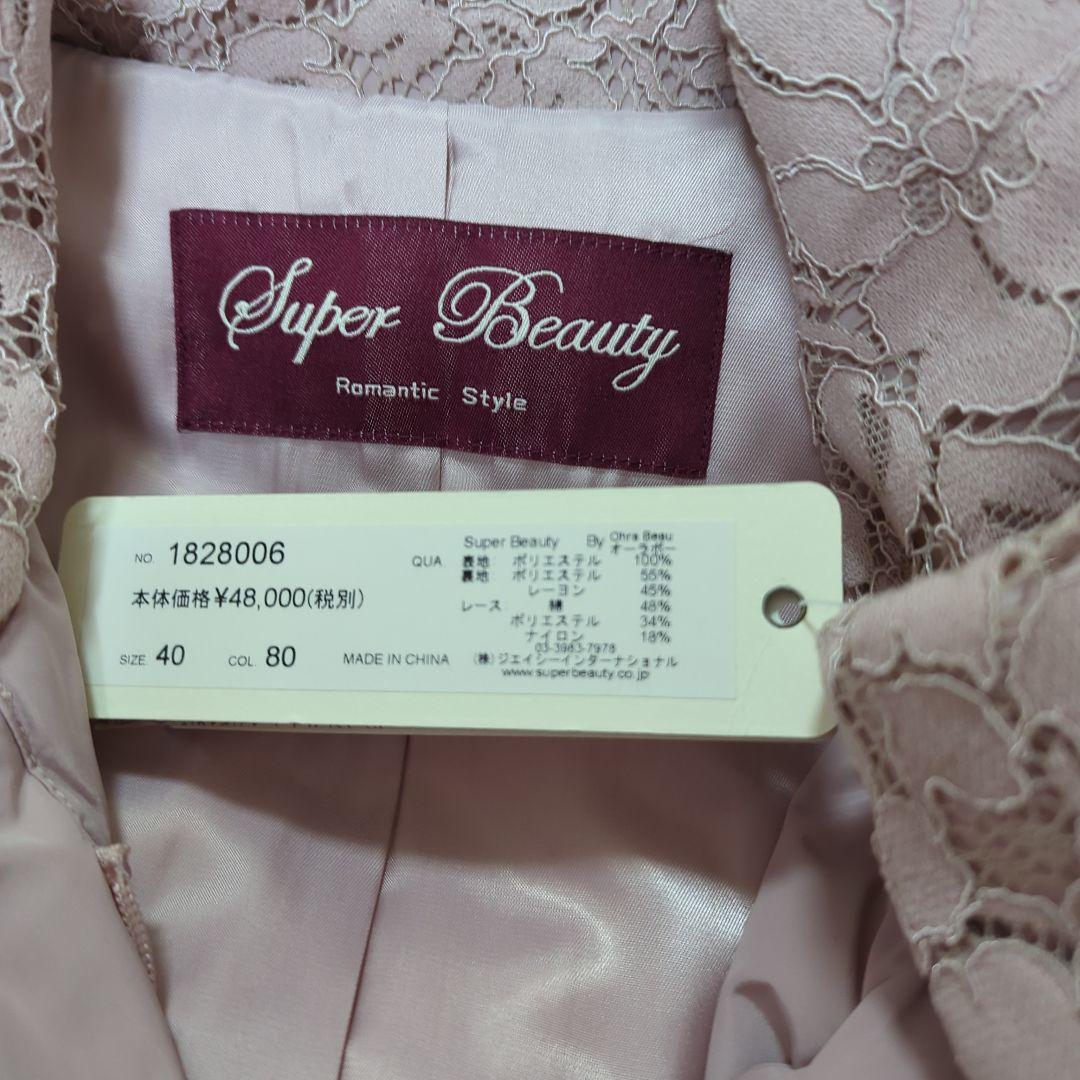 Super Beauty
Romantic Style
NO. 1828006
本体価格¥48,000(税別)
SIZE 40 COL. 80 MADE IN CHINA
QUA.
Super Beauty By Ohra Beau
オーラボー
表地: ポリエステル 100%
裏地: ポリエステル 55%
レーヨン 45%
レース: 綿 48%
ポリエステル 34%
ナイロン 18%
03-3983-7978
(株)ジェイシーインターナショナル
www.superbeauty.co.jp